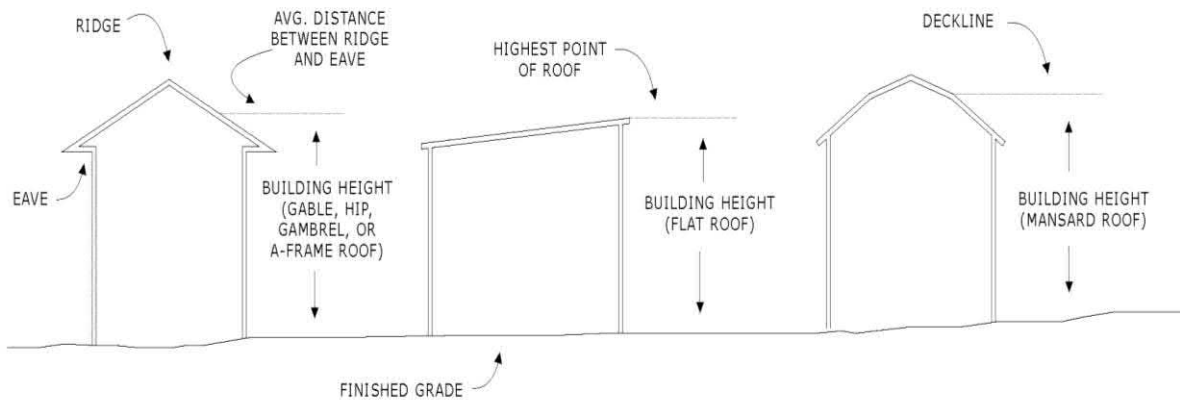 RIDGE
AVG. DISTANCE
BETWEEN RIDGE
AND EAVE
HIGHEST POINT
OF ROOF
DECKLINE
EAVE
BUILDING HEIGHT
(GABLE, HIP,
GAMBREL, OR
A-FRAME ROOF)
BUILDING HEIGHT
(FLAT ROOF)
BUILDING HEIGHT
(MANSARD ROOF)
FINISHED GRADE